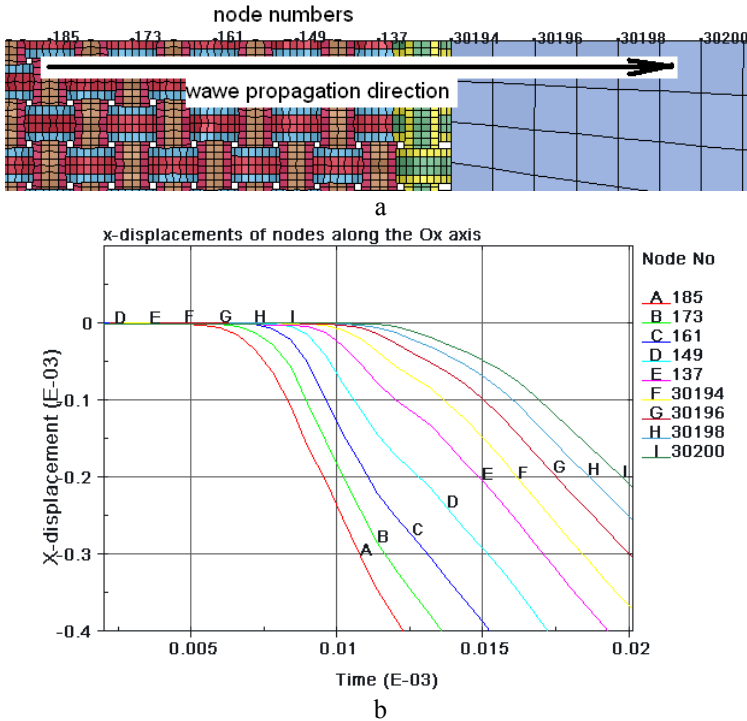 node numbers
-185 -173 -161 -149 -137 -30194 -30196 -30198 -30200
wawe propagation direction
a
x-displacements of nodes along the Ox axis
Node No
A 185
B 173
C 161
D 149
E 137
F 30194
G 30196
H 30198
I 30200
D E F G H I
0
-0.1
-0.2
-0.3
-0.4
X-displacement (E-03)
A B C D E F G H I
0.005 0.01 0.015 0.02
Time (E-03)
b